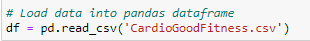 # Load data into pandas dataframe
df = pd.read_csv('CardioGoodFitness.csv')